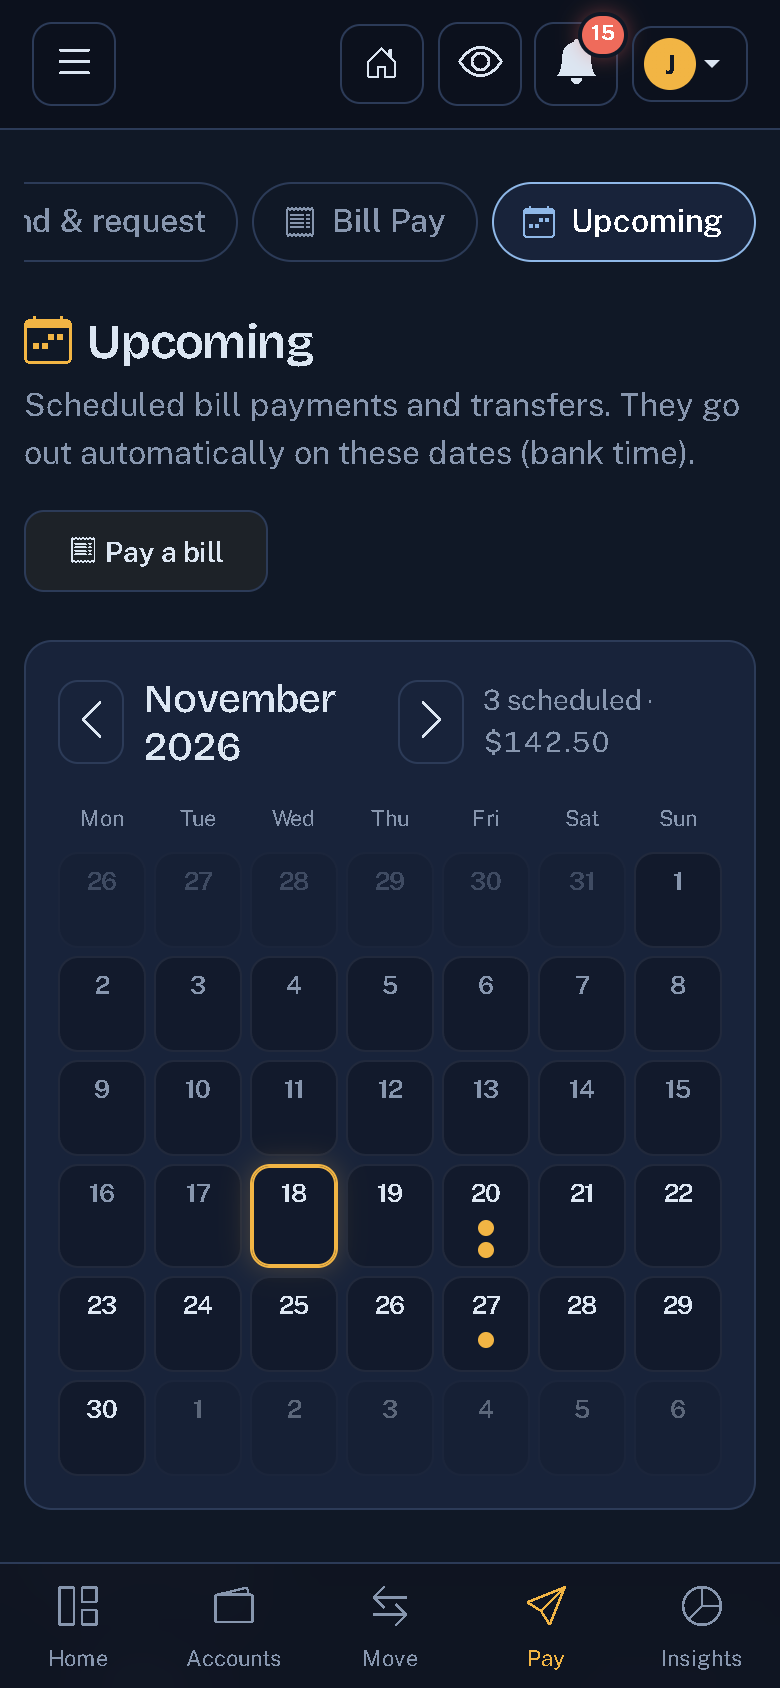 15
J
nd & request
Bill Pay
Upcoming
Upcoming
Scheduled bill payments and transfers. They go
out automatically on these dates (bank time).
Pay a bill
November
2026
3 scheduled ·
$142.50
Mon Tue Wed Thu Fri Sat Sun
26 27 28 29 30 31 1
2 3 4 5 6 7 8
9 10 11 12 13 14 15
16 17 18 19 20 21 22
23 24 25 26 27 28 29
30 1 2 3 4 5 6
Home Accounts Move Pay Insights